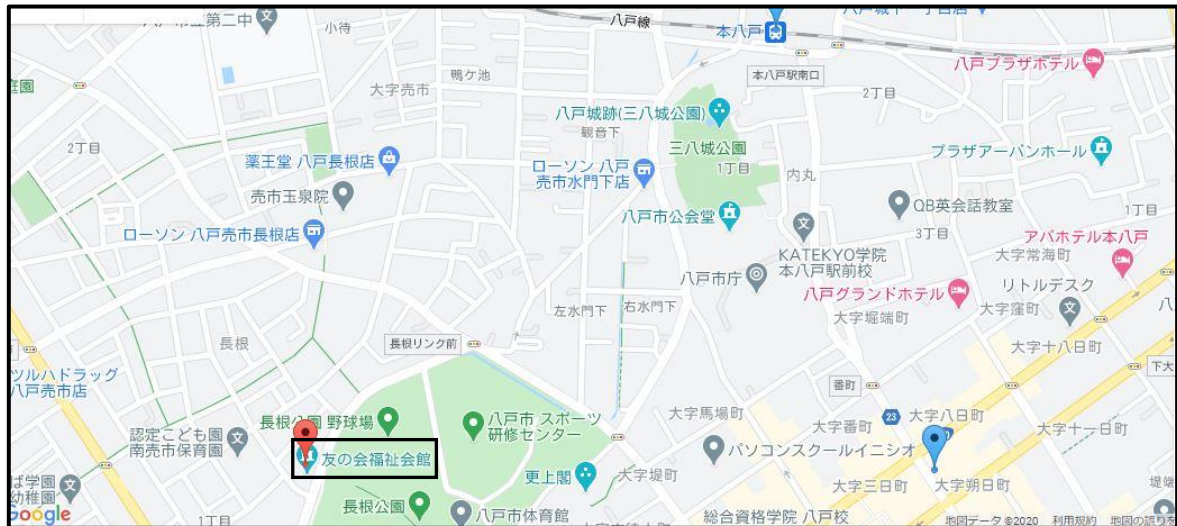 八戸市立第二中
小待
八戸線
本八戸
八戸城下
丁目店
庭園
大字売市
鴨ケ池
本八戸駅南口
八戸プラザホテル
2丁目
2丁目
八戸城跡(三八城公園)
観音下
三八城公園
1丁目
薬王堂 八戸長根店
ローソン 八戸
売市水門下店
内丸
プラザアーバンホール
売市玉泉院
八戸市公会堂
QB英会話教室
1丁目
ローソン 八戸売市長根店
3丁目
KATEKYO学院
本八戸駅前校
アパホテル本八戸
大字常海町
八戸市庁
八戸グランドホテル
リトルデスク
左水門下
右水門下
大字堀端町
大字窪町
八
長根
長根リンク前
大字十八日町
下大
ツルハドラッグ
八戸売市店
番町
長根公園 野球場
八戸市 スポーツ
研修センター
大字馬場町
大字番町
23
大字八日町
大字十一日町
認定こども園
南売市保育園
友の会福祉会館
パソコンスクールイニシオ
更上閣
大字堤町
大字三日町
大字朔日町
ば学園
幼稚園
堤端
長根公園
八戸市体育館
総合資格学院 八戸校
1丁目
Google
地図データ ©2020
利用規約
地図の誤りを